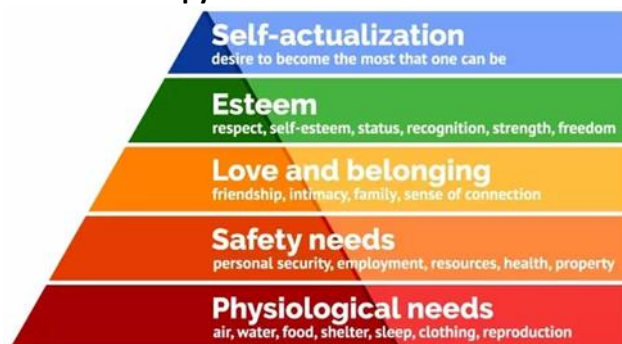 Self-actualization
desire to become the most that one can be
Esteem
respect, self-esteem, status, recognition, strength, freedom
Love and belonging
friendship, intimacy, family, sense of connection
Safety needs
personal security, employment, resources, health, property
Physiological needs
air, water, food, shelter, sleep, clothing, reproduction